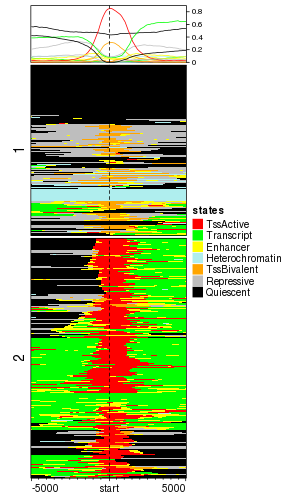 0.8
0.6
0.4
0.2
0
1
2
states
TssActive
Transcript
Enhancer
Heterochromatin
TssBivalent
Repressive
Quiescent
-5000 start 5000